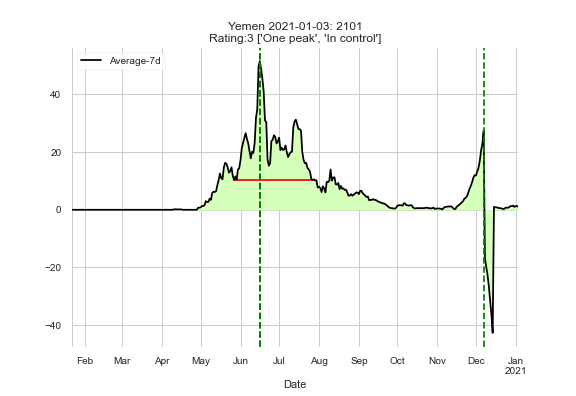 Yemen 2021-01-03: 2101
Rating:3 ['One peak', 'In control']
Average-7d
40
20
0
−20
−40
Feb Mar Apr May Jun Jul Aug Sep Oct Nov Dec Jan
2021
Date